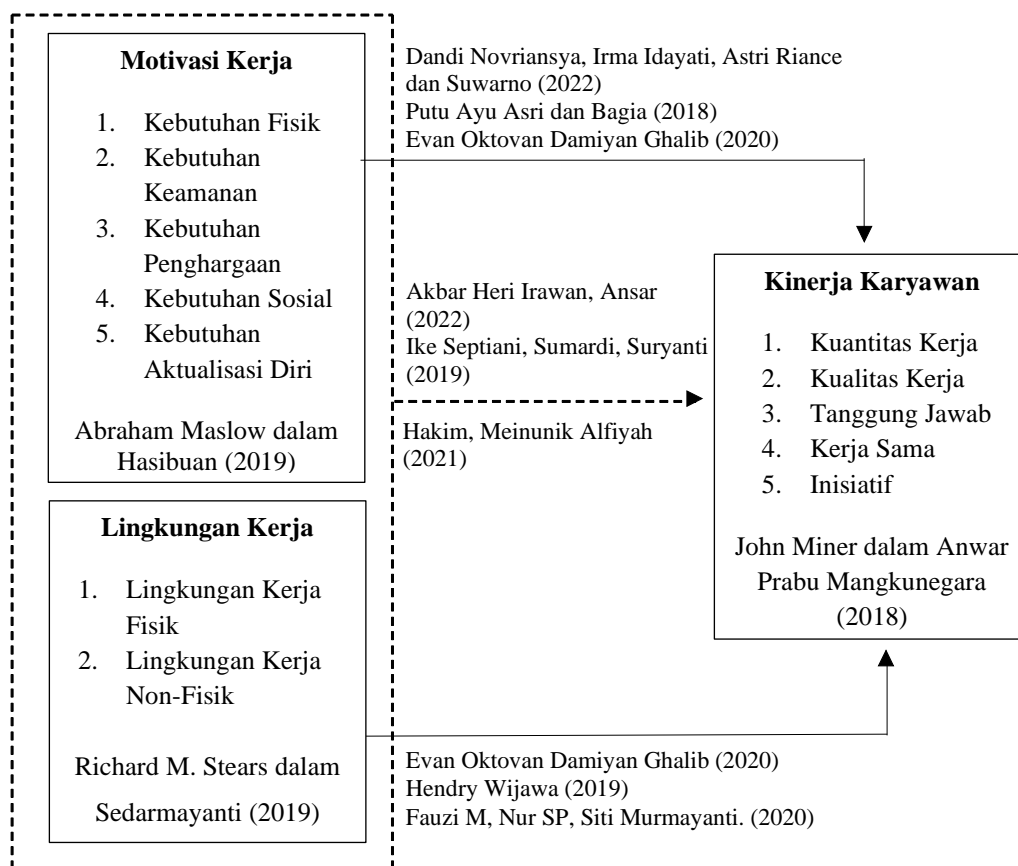 Motivasi Kerja
1. Kebutuhan Fisik
2. Kebutuhan
Keamanan
3. Kebutuhan
Penghargaan
4. Kebutuhan Sosial
5. Kebutuhan
Aktualisasi Diri
Abraham Maslow dalam
Hasibuan (2019)
Lingkungan Kerja
1. Lingkungan Kerja
Fisik
2. Lingkungan Kerja
Non-Fisik
Richard M. Stears dalam
Sedarmayanti (2019)
Dandi Novriansya, Irma Idayati, Astri Riance
dan Suwarno (2022)
Putu Ayu Asri dan Bagia (2018)
Evan Oktovan Damiyan Ghalib (2020)
Akbar Heri Irawan, Ansar
(2022)
Ike Septiani, Sumardi, Suryanti
(2019)
Hakim, Meinunik Alfiyah
(2021)
Evan Oktovan Damiyan Ghalib (2020)
Hendry Wijawa (2019)
Fauzi M, Nur SP, Siti Murmayanti. (2020)
Kinerja Karyawan
1. Kuantitas Kerja
2. Kualitas Kerja
3. Tanggung Jawab
4. Kerja Sama
5. Inisiatif
John Miner dalam Anwar
Prabu Mangkunegara
(2018)